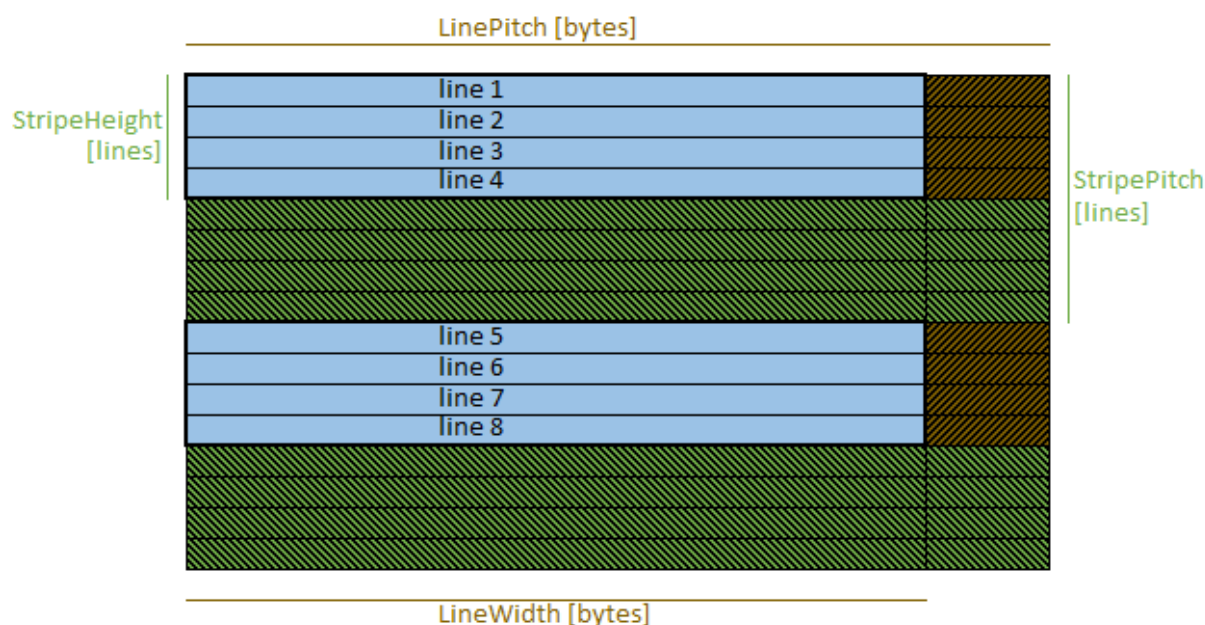 LinePitch [bytes]
line 1
line 2
line 3
line 4
StripeHeight
[lines]
StripePitch
[lines]
line 5
line 6
line 7
line 8
LineWidth [bytes]